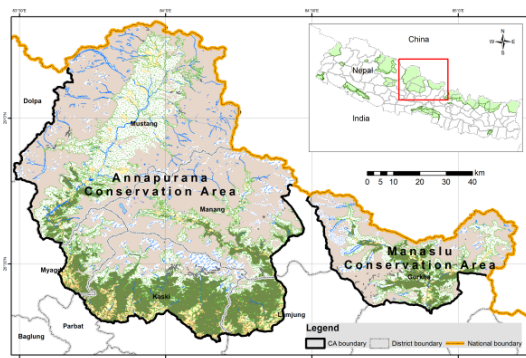 China
Nepal
India
W E
N
S
0 5 10 20 30 40
km
Dolpa
Mustang
Annapurana
Conservation Area
Manang
Myagdi
Kaski
Lamjung
Parbat
Baglung
Manaslu
Conservation Area
Gorkha
Legend
CA boundary
District boundary
National boundary